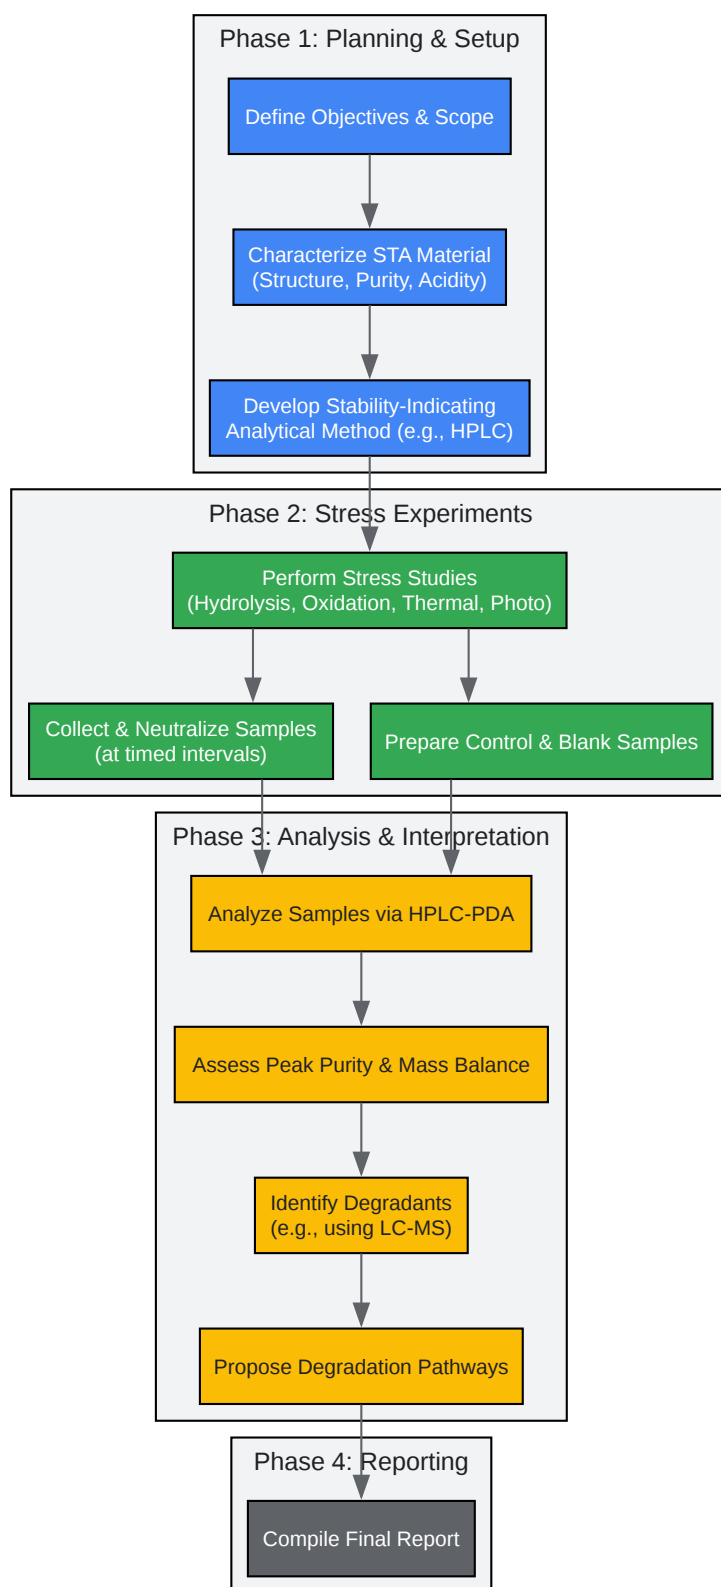 Phase 1: Planning & Setup
Define Objectives & Scope
Characterize STA Material
(Structure, Purity, Acidity)
Develop Stability-Indicating
Analytical Method (e.g., HPLC)
Phase 2: Stress Experiments
Perform Stress Studies
(Hydrolysis, Oxidation, Thermal, Photo)
Collect & Neutralize Samples
(at timed intervals)
Prepare Control & Blank Samples
Phase 3: Analysis & Interpretation
Analyze Samples via HPLC-PDA
Assess Peak Purity & Mass Balance
Identify Degradants
(e.g., using LC-MS)
Propose Degradation Pathways
Phase 4: Reporting
Compile Final Report